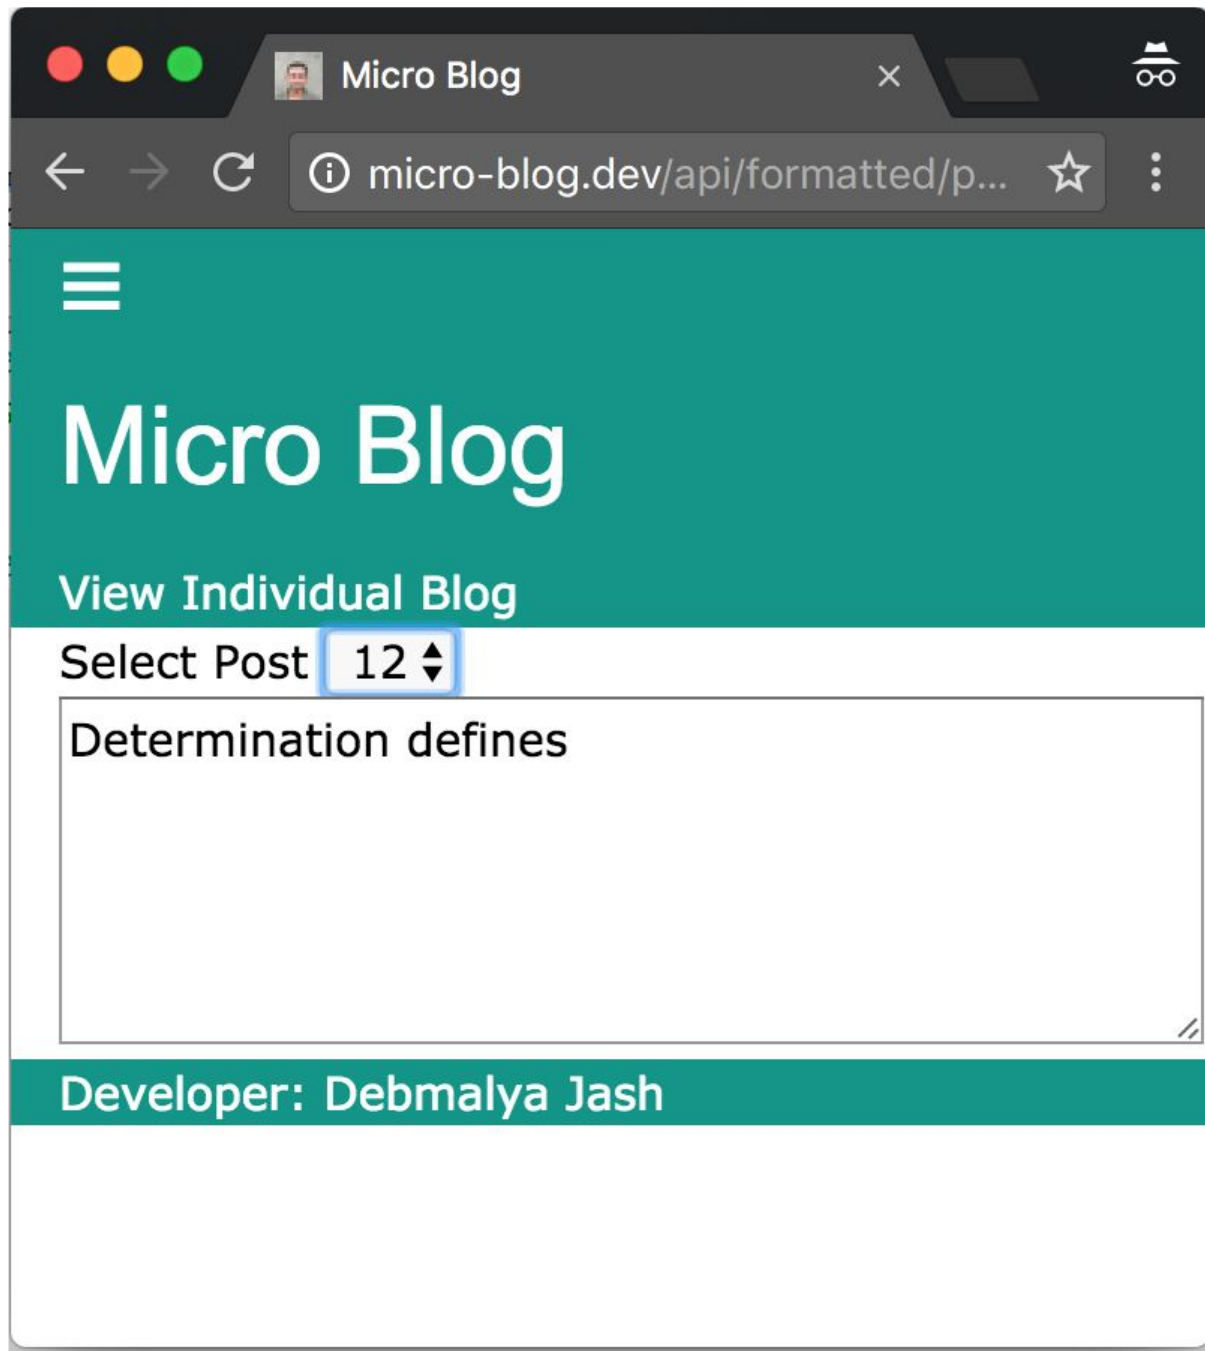 Micro Blog
micro-blog.dev/api/formatted/p...
Micro Blog
View Individual Blog
Select Post 12
Determination defines
Developer: Debmalya Jash